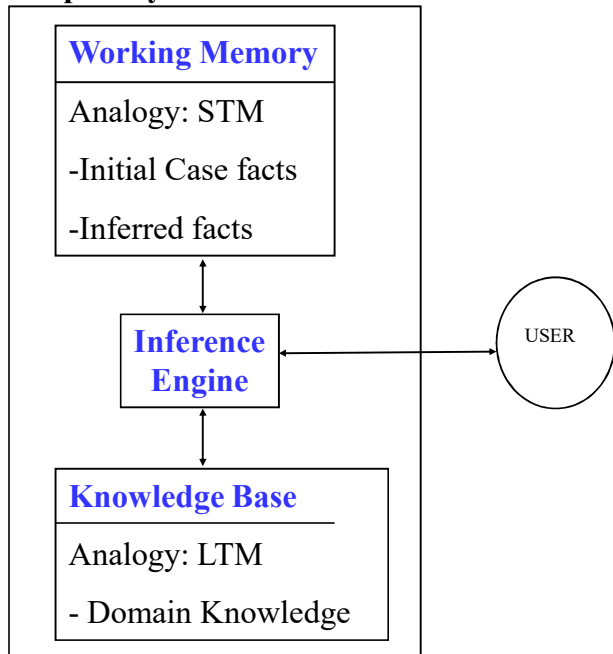 Working Memory
Analogy: STM
-Initial Case facts
-Inferred facts
Inference
Engine
USER
Knowledge Base
Analogy: LTM
- Domain Knowledge